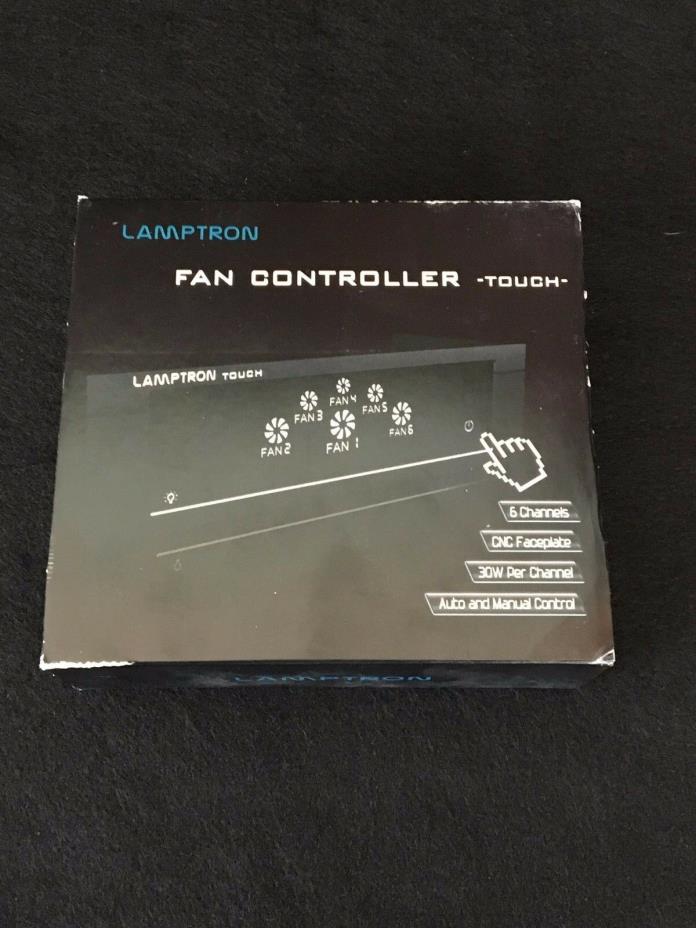 LAMPTRON
FAN CONTROLLER -TOUCH-
LAMPTRON TOUCH
FAN 4
FAN 3
FAN 5
FAN 2
FAN 1
FAN 6
6 Channels
CNC Faceplate
30W Per Channel
Auto and Manual Control
LAMPTRON